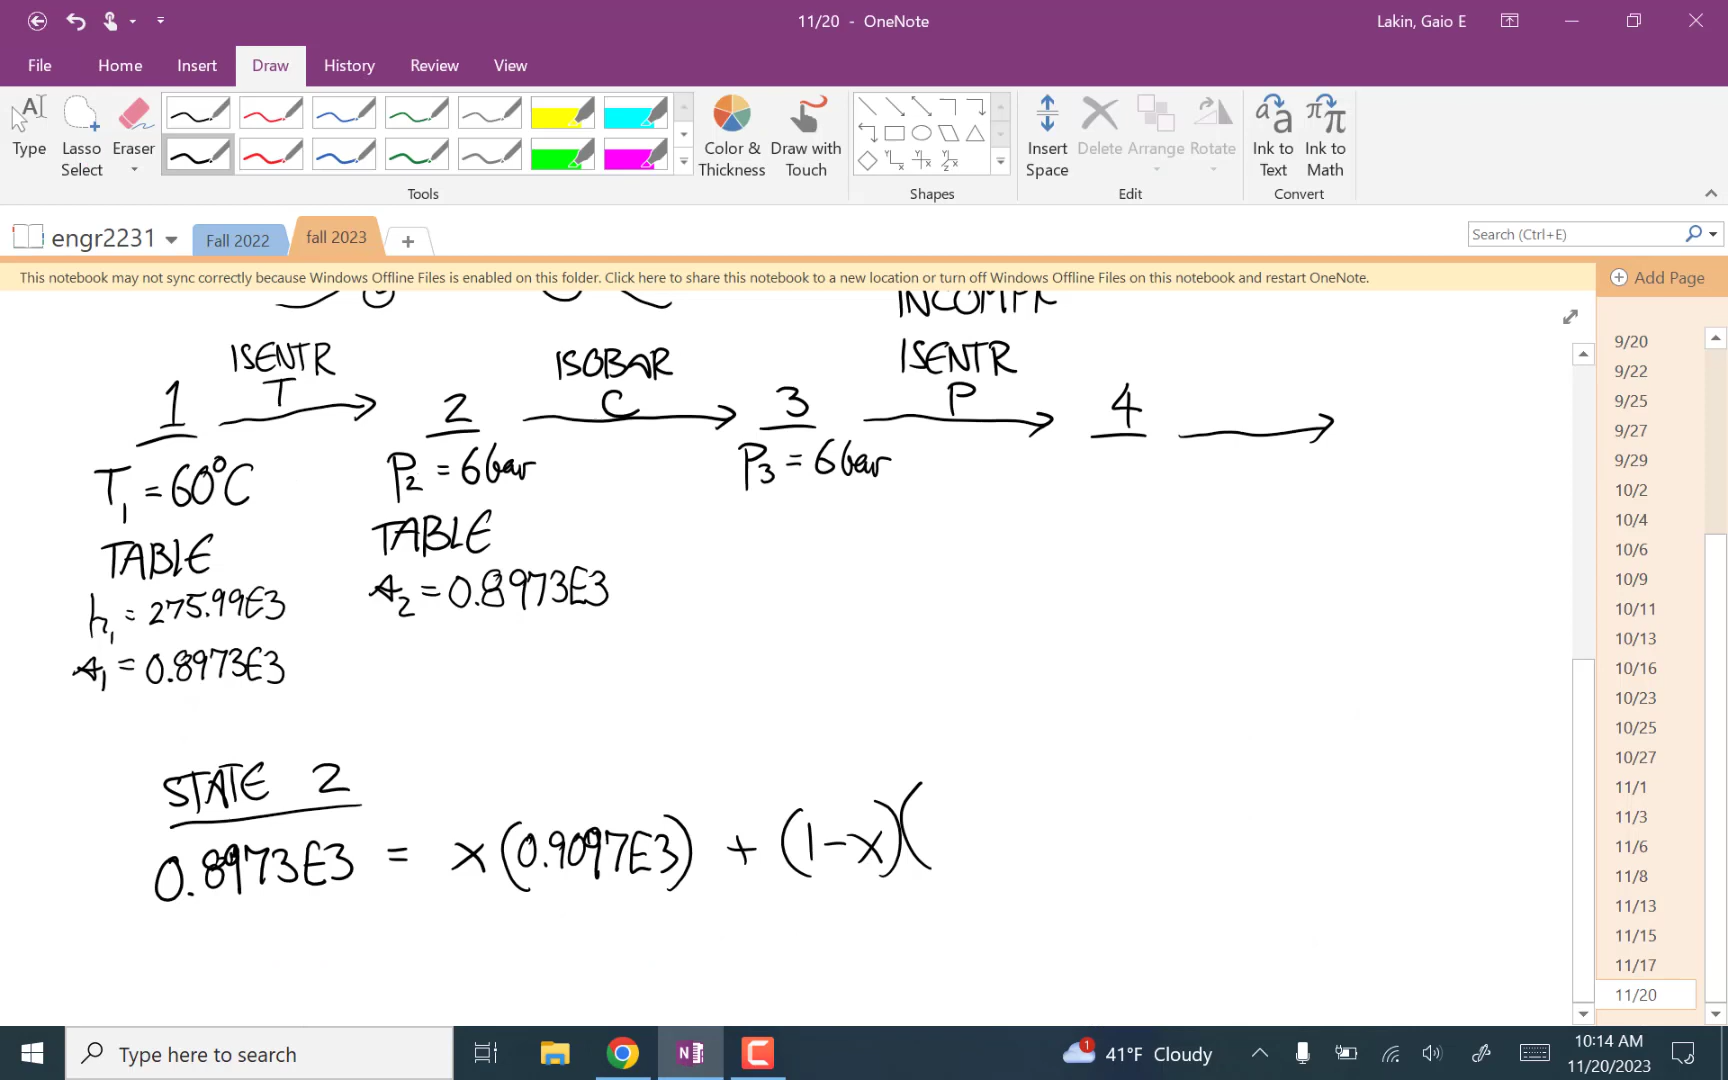 11/20 - OneNote
Lakin, Gaio E
File Home Insert Draw History Review View
Type
Lasso Select
Eraser
Color & Thickness
Draw with Touch
Insert Space
Delete
Arrange
Rotate
Ink to Text
Ink to Math
Tools
Shapes
Edit
Convert
engr2231
Fall 2022
fall 2023
Search (Ctrl+E)
This notebook may not sync correctly because Windows Offline Files is enabled on this folder. Click here to share this notebook to a new location or turn off Windows Offline Files on this notebook and restart OneNote.
Add Page
INCOMPR
ISENTR ISOBAR ISENTR
T C P
1 2 3 4
T₁ = 60°C P₂ = 6 bar P₃ = 6 bar
TABLE TABLE
h₁ = 275.99E3 s₂ = 0.8973E3
s₁ = 0.8973E3
STATE 2
0.8973E3 = x(0.9097E3) + (1-x)(
9/20
9/22
9/25
9/27
9/29
10/2
10/4
10/6
10/9
10/11
10/13
10/16
10/23
10/25
10/27
11/1
11/3
11/6
11/8
11/13
11/15
11/17
11/20
Type here to search
1
41°F Cloudy
10:14 AM
11/20/2023